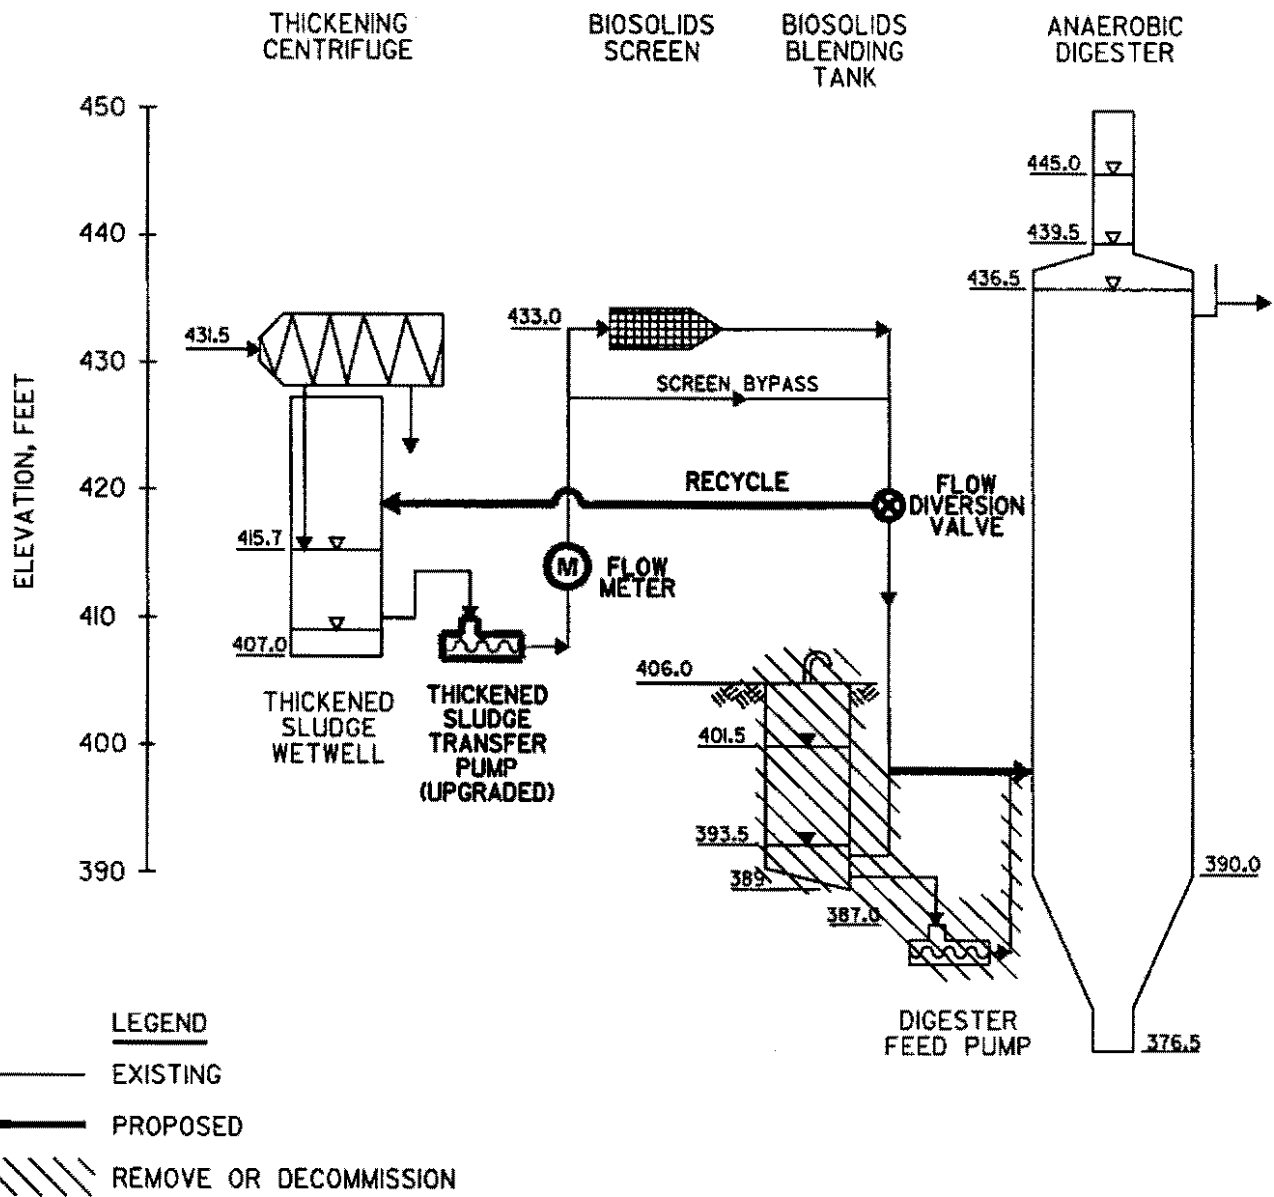 THICKENING
CENTRIFUGE
BIOSOLIDS
SCREEN
BIOSOLIDS
BLENDING
TANK
ANAEROBIC
DIGESTER
ELEVATION, FEET
450
440
430
420
410
400
390
445.0
439.5
436.5
431.5
433.0
SCREEN BYPASS
RECYCLE
FLOW
DIVERSION
VALVE
415.7
M
FLOW
METER
407.0
406.0
THICKENED
SLUDGE
WETWELL
THICKENED
SLUDGE
TRANSFER
PUMP
(UPGRADED)
401.5
393.5
389
387.0
390.0
DIGESTER
FEED PUMP
376.5
LEGEND
EXISTING
PROPOSED
REMOVE OR DECOMMISSION